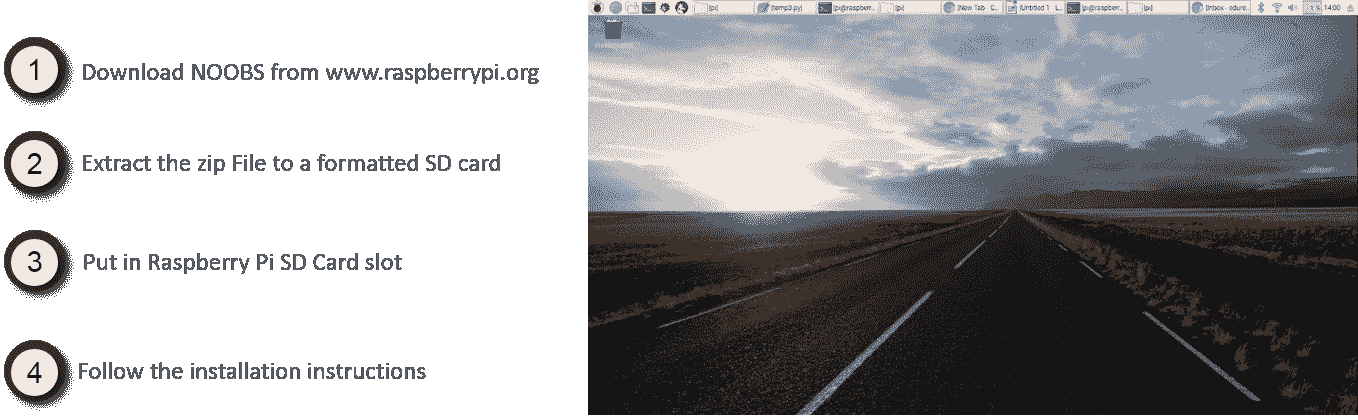 1 Download NOOBS from www.raspberrypi.org
2 Extract the zip File to a formatted SD card
3 Put in Raspberry Pi SD Card slot
4 Follow the installation instructions
[pi] [temp3.py] pi@raspberr.. [pi] [New Tab - C.. [Untitled 1 - L.. pi@raspberr.. [pi] [Inbox - edure.. 14:00